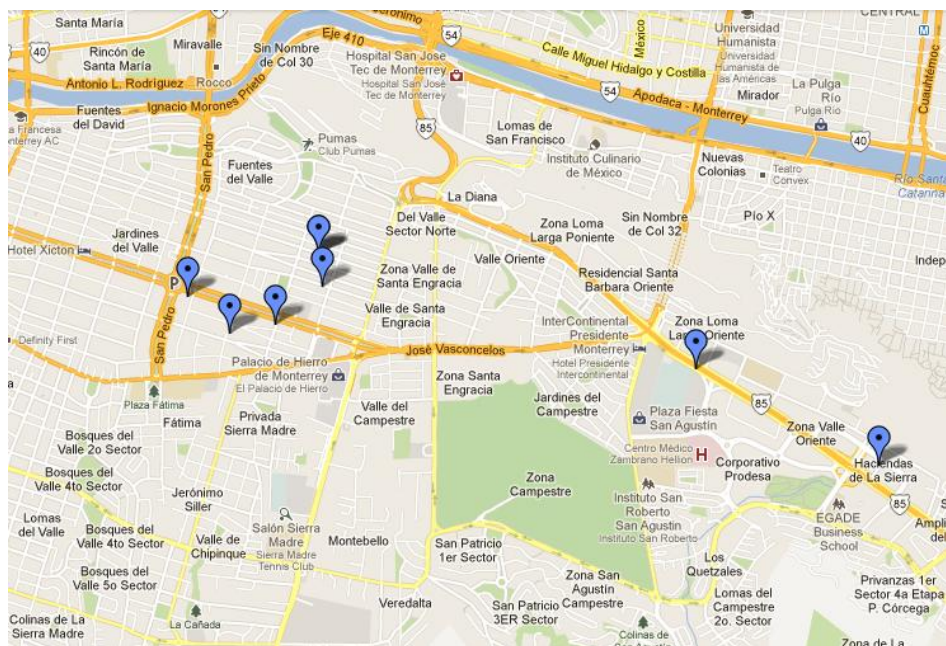 Santa María
Miravalle
40
Rincón de
Santa María
Sin Nombre
de Col 30
Jerónimo
Eje 410
54
Antonio L. Rodríguez
Rocco
Ignacio Morones Prieto
Hospital San José
Tec de Monterrey
Hospital San José
Tec de Monterrey
México
Calle Miguel Hidalgo y Costilla
Universidad
Humanista
Universidad
Humanista de
las Américas
CENTRAL
M
Cuauhtémoc
54
Apodaca - Monterrey
Mirador
La Pulga
Río
Pulga Río
40
85
Fuentes
del David
Francesa
Monterrey AC
San Pedro
Pumas
Club Pumas
Fuentes
del Valle
85
Lomas de
San Francisco
Instituto Culinario
de México
Nuevas
Colonias
Teatro
Convex
Río Santa
Catarina
La Diana
Del Valle
Sector Norte
Zona Loma
Larga Poniente
Sin Nombre
de Col 32
Pío X
Hotel Xicton
Jardines
del Valle
P
Zona Valle de
Santa Engracia
Valle Oriente
Residencial Santa
Barbara Oriente
Indep
Valle de Santa
Engracia
San Pedro
Definity First
José Vasconcelos
InterContinental
Presidente
Monterrey
Hotel Presidente
Intercontinental
Zona Loma
Larga Oriente
Palacio de Hierro
de Monterrey
El Palacio de Hierro
Plaza Fátima
Fátima
Privada
Sierra Madre
Valle del
Campestre
Zona Santa
Engracia
Jardines del
Campestre
Plaza Fiesta
San Agustín
85
Zona Valle
Oriente
Haciendas
de La Sierra
Centro Médico
Zambrano Hellion
H
Corporativo
Prodesa
Bosques del
Valle 2o Sector
Bosques del
Valle 4to Sector
Jerónimo
Siller
Zona
Campestre
Instituto San
Roberto
San Agustin
Instituto San Roberto
EGADE
Business
School
85
Ampli
del
Lomas
del Valle
Bosques del
Valle 4to Sector
Valle de
Chipinque
Salón Sierra
Madre
Sierra Madre
Tennis Club
Montebello
San Patricio
1er Sector
Los
Quetzales
Bosques del
Valle 5o Sector
Zona San
Agustín
Campestre
Lomas del
Campestre
2o. Sector
Privanzas 1er
Sector 4a Etapa
P. Córcega
Veredalta
San Patricio
3ER Sector
Colinas de La
Sierra Madre
La Cañada
Colinas de
San Agustín
Zona de La